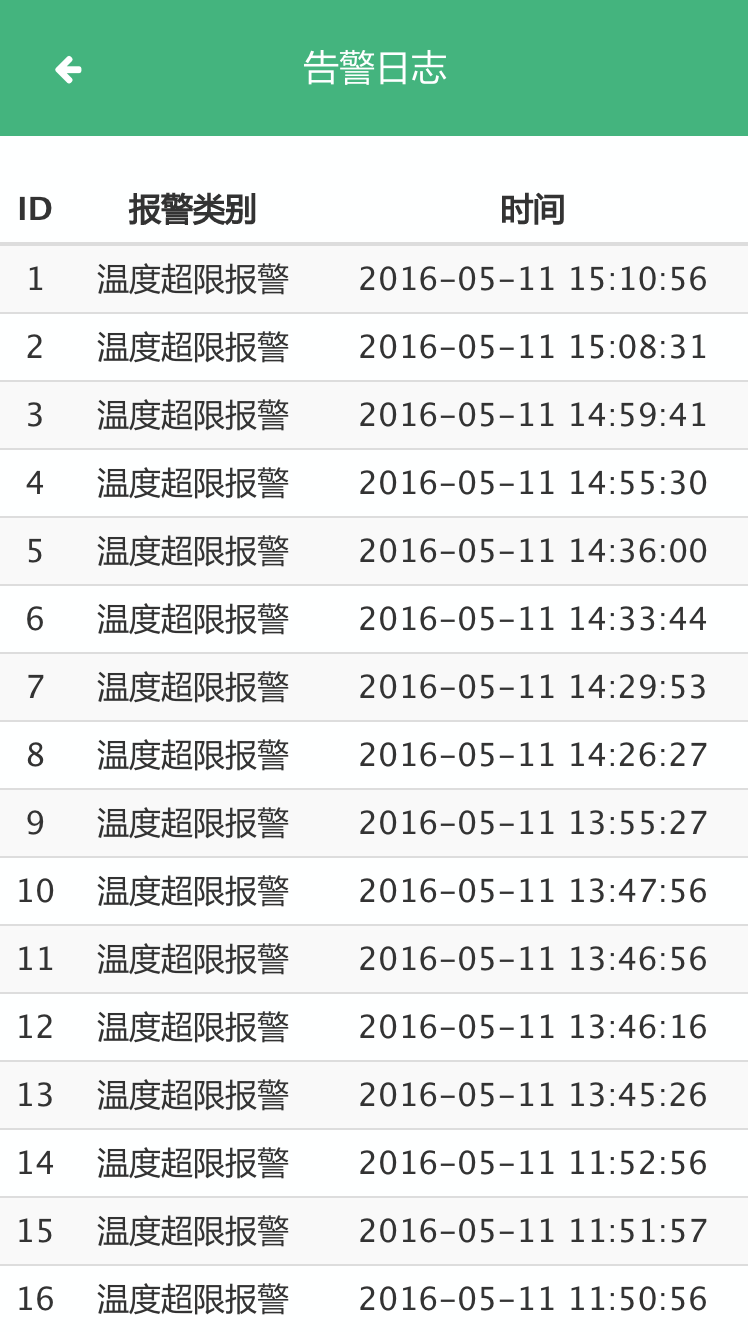 告警日志
ID 报警类别 时间
1 温度超限报警 2016-05-11 15:10:56
2 温度超限报警 2016-05-11 15:08:31
3 温度超限报警 2016-05-11 14:59:41
4 温度超限报警 2016-05-11 14:55:30
5 温度超限报警 2016-05-11 14:36:00
6 温度超限报警 2016-05-11 14:33:44
7 温度超限报警 2016-05-11 14:29:53
8 温度超限报警 2016-05-11 14:26:27
9 温度超限报警 2016-05-11 13:55:27
10 温度超限报警 2016-05-11 13:47:56
11 温度超限报警 2016-05-11 13:46:56
12 温度超限报警 2016-05-11 13:46:16
13 温度超限报警 2016-05-11 13:45:26
14 温度超限报警 2016-05-11 11:52:56
15 温度超限报警 2016-05-11 11:51:57
16 温度超限报警 2016-05-11 11:50:56